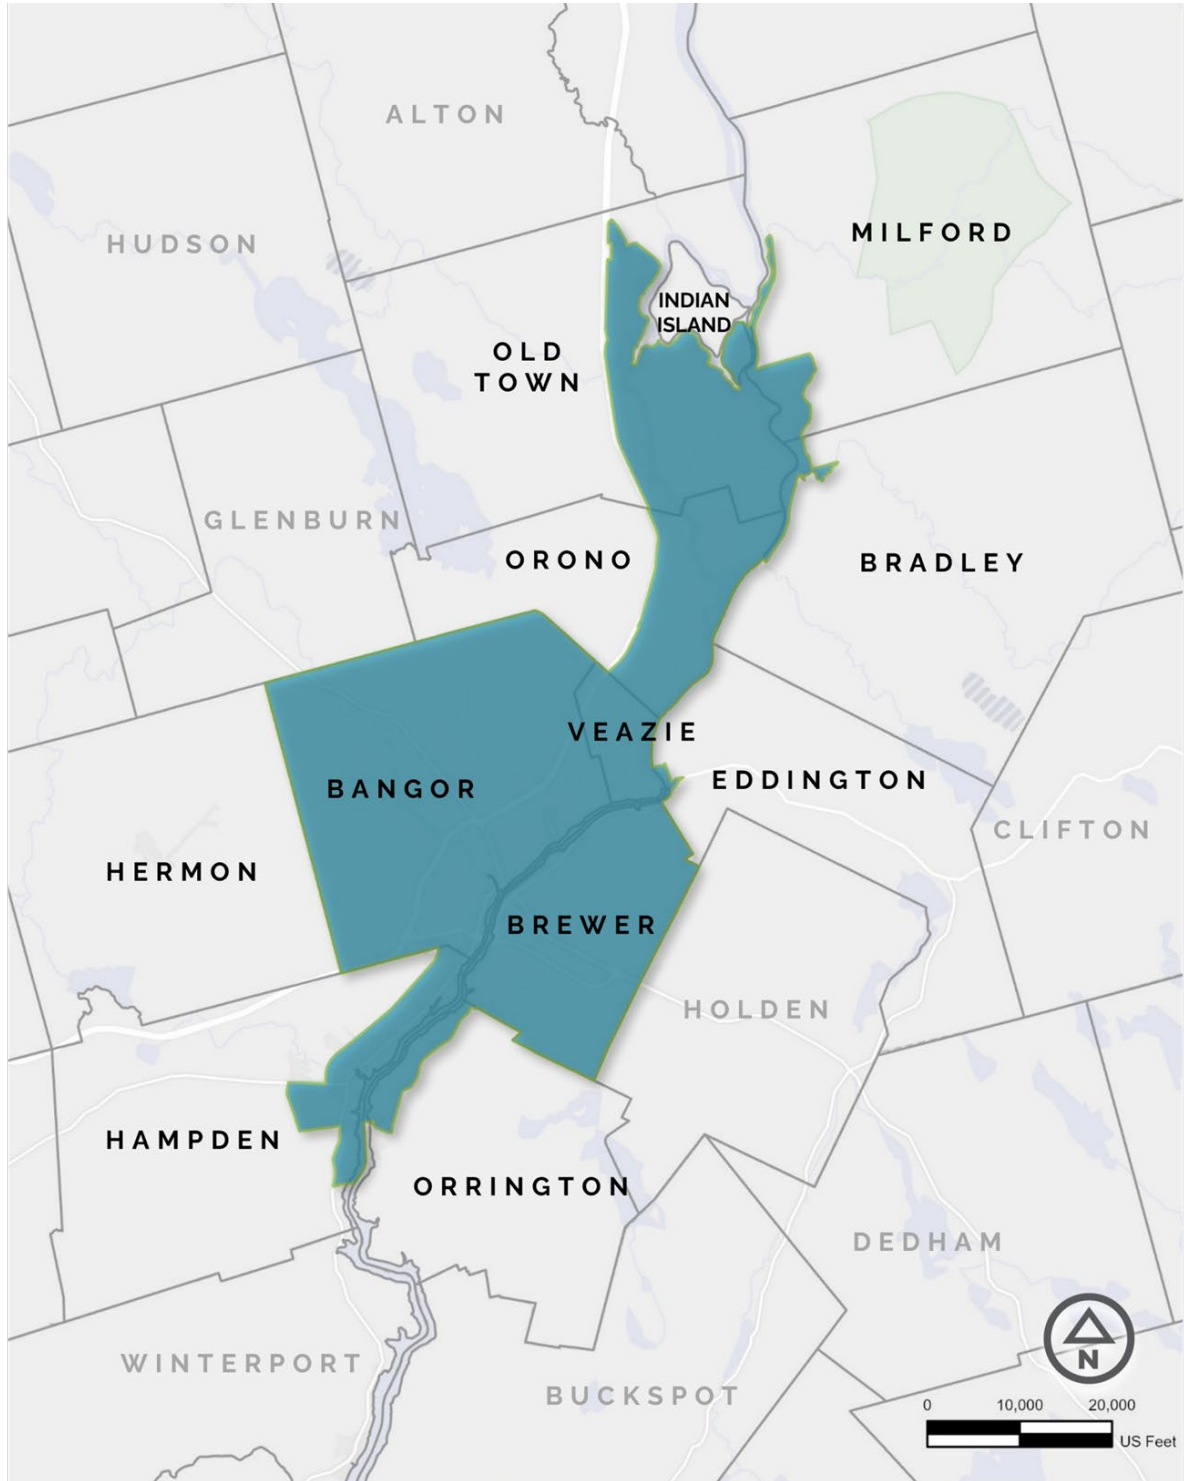 ALTON
MILFORD
HUDSON
INDIAN
ISLAND
OLD
TOWN
GLENBURN
ORONO
BRADLEY
VEAZIE
EDDINGTON
BANGOR
CLIFTON
HERMON
BREWER
HOLDEN
HAMPDEN
ORRINGTON
DEDHAM
N
WINTERPORT
BUCKSPOT
0 10,000 20,000
US Feet